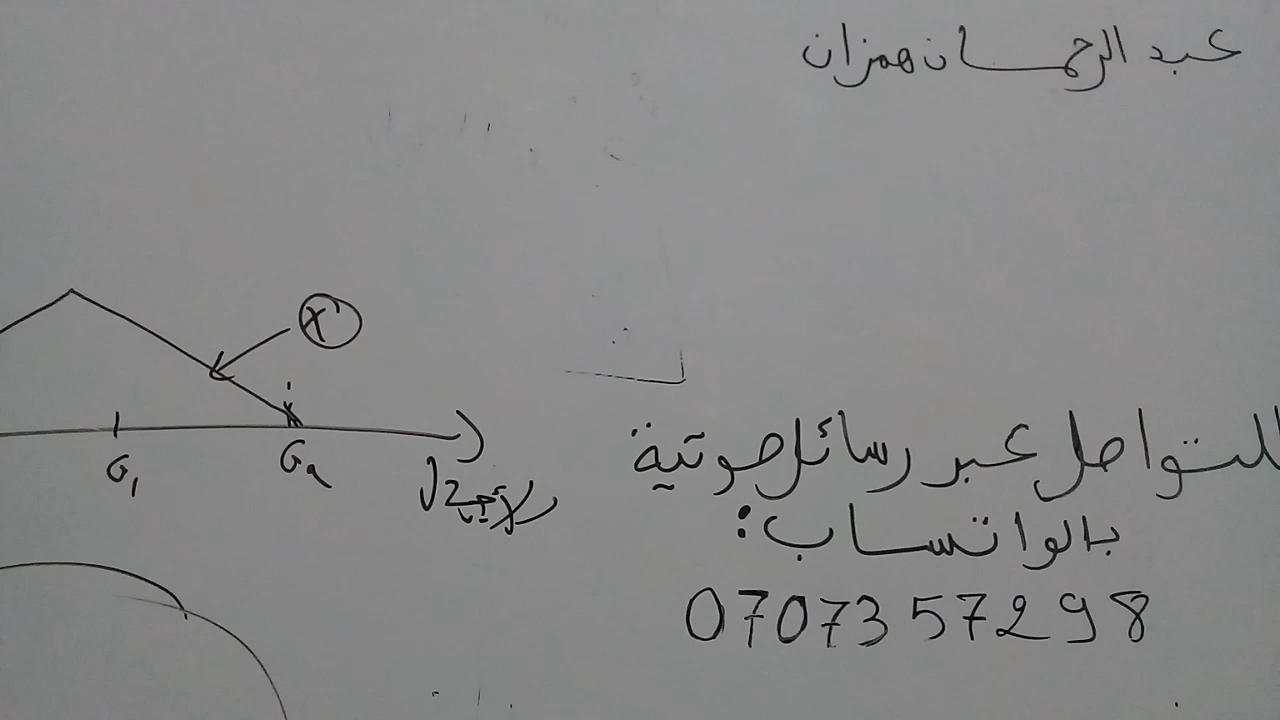 عبد الرحمان همزان
X'
G₁
G₂
للتواصل عبر رسائل صوتية
بالواتساب:
0707357298